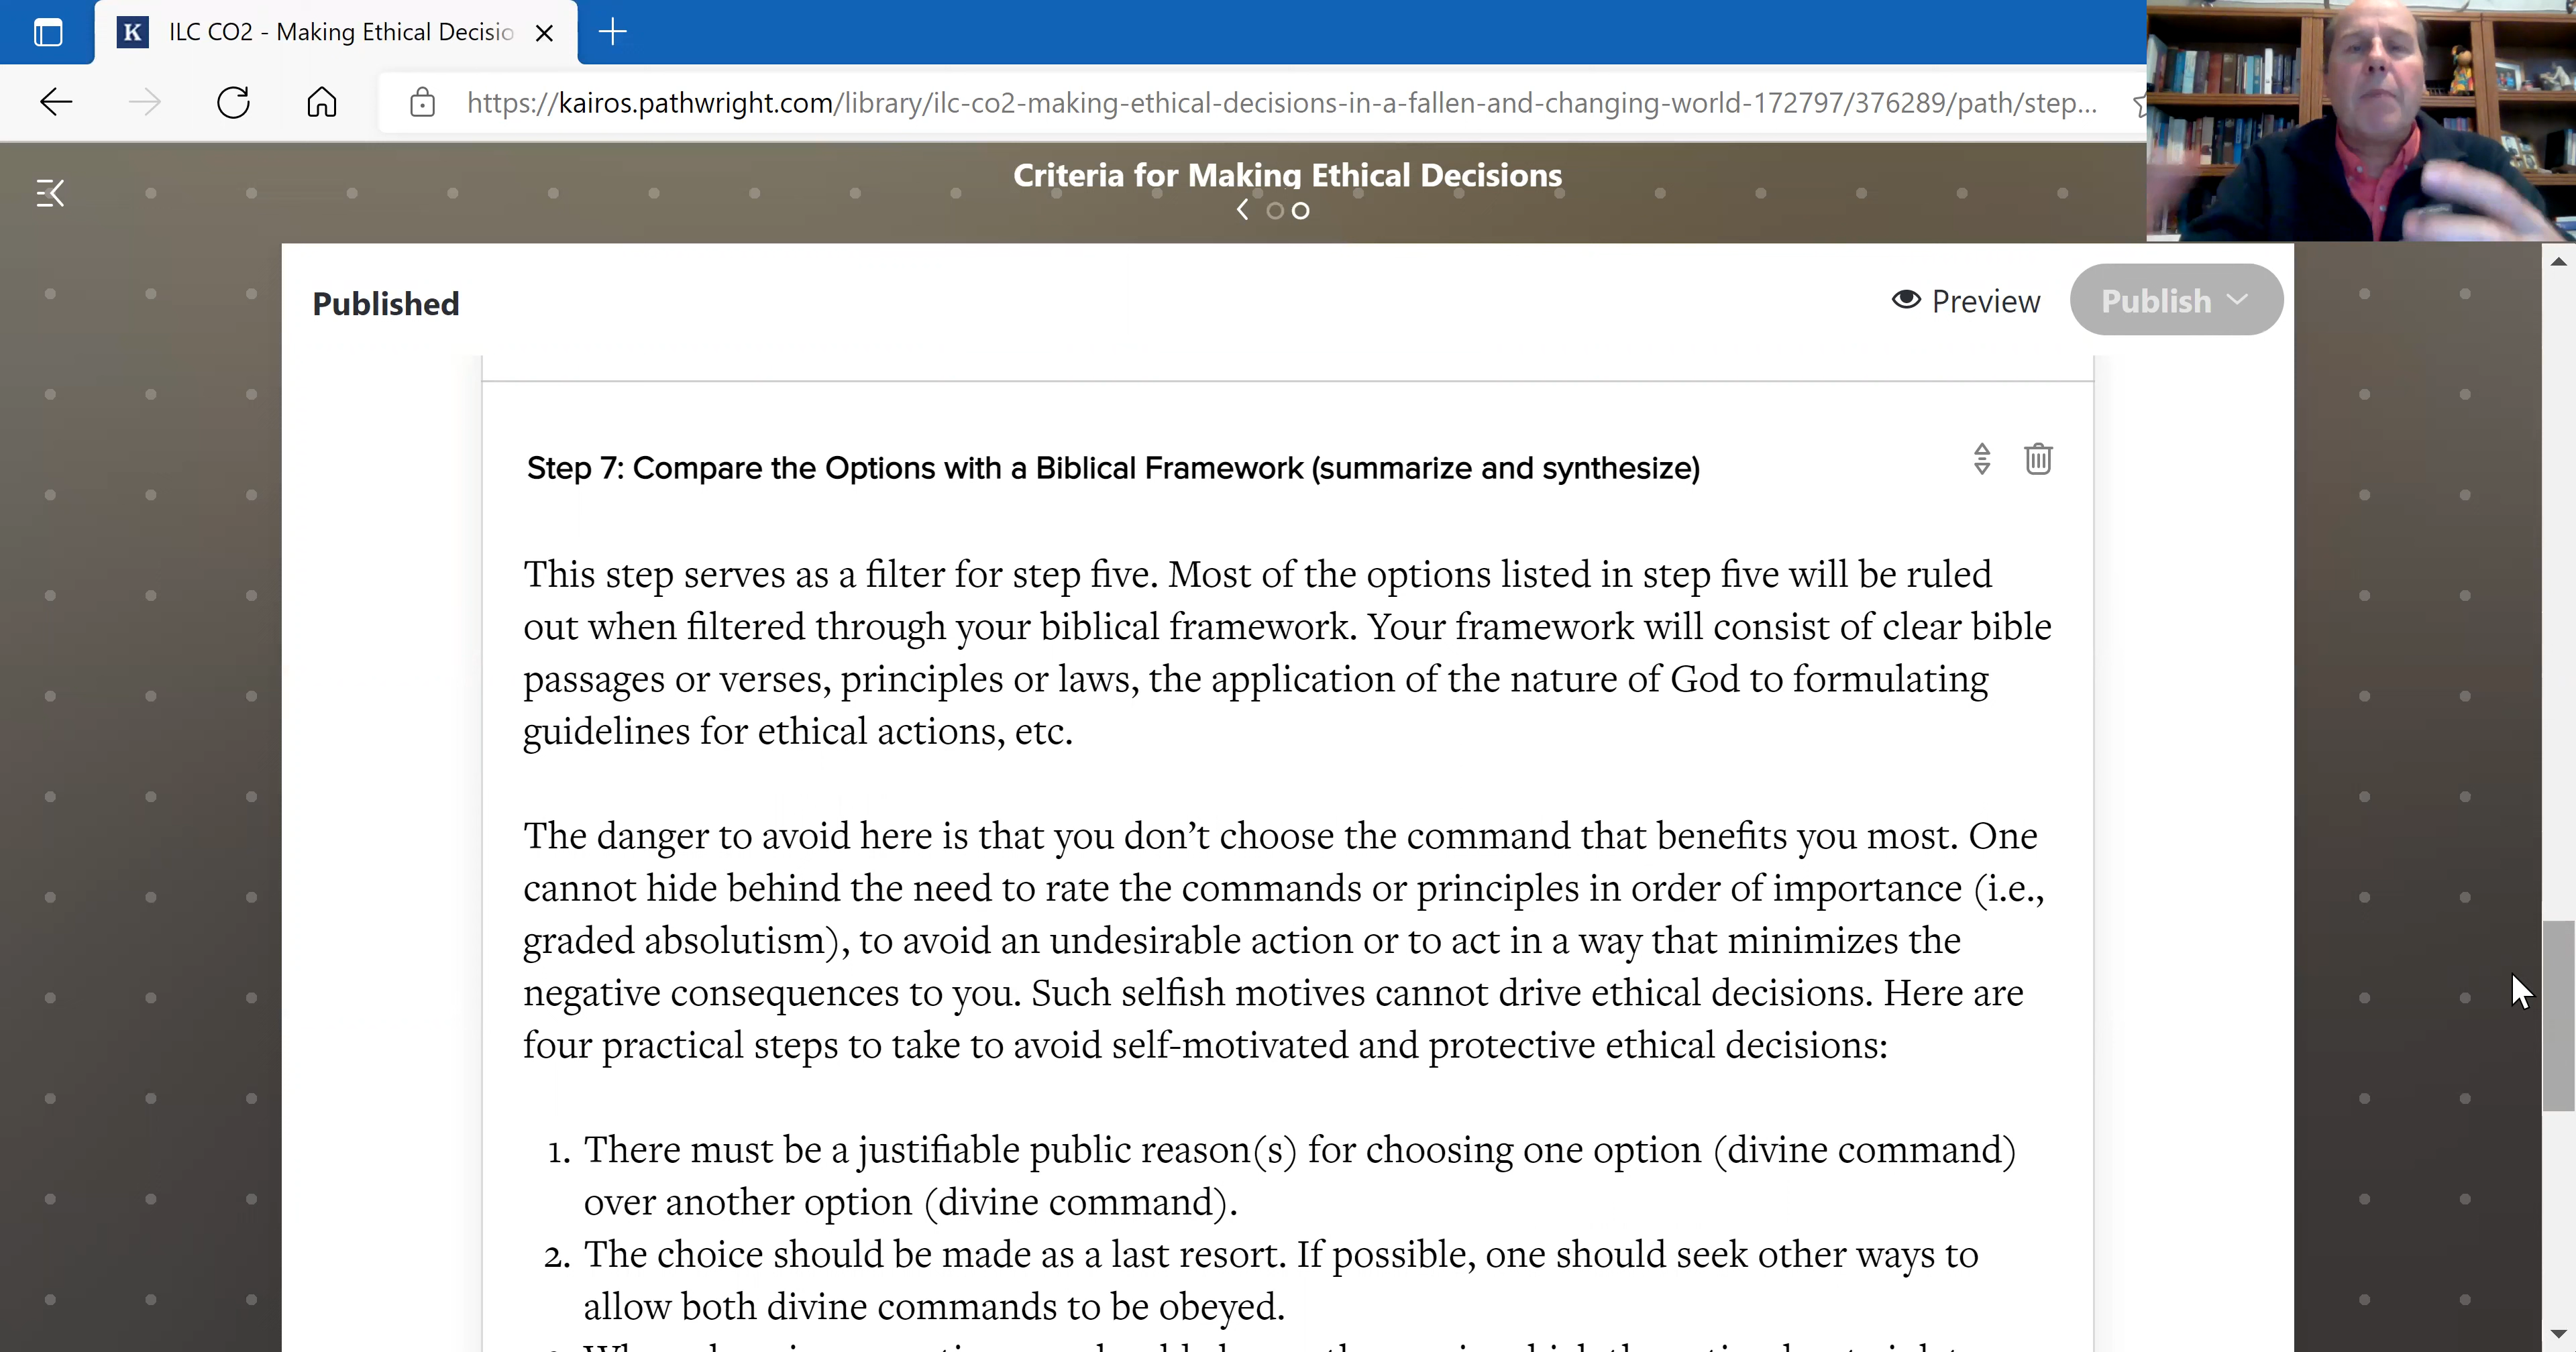 K ILC CO2 - Making Ethical Decisio
https://kairos.pathwright.com/library/ilc-co2-making-ethical-decisions-in-a-fallen-and-changing-world-172797/376289/path/step...
Criteria for Making Ethical Decisions
Published
Preview
Publish
Step 7: Compare the Options with a Biblical Framework (summarize and synthesize)
This step serves as a filter for step five. Most of the options listed in step five will be ruled
out when filtered through your biblical framework. Your framework will consist of clear bible
passages or verses, principles or laws, the application of the nature of God to formulating
guidelines for ethical actions, etc.
The danger to avoid here is that you don’t choose the command that benefits you most. One
cannot hide behind the need to rate the commands or principles in order of importance (i.e.,
graded absolutism), to avoid an undesirable action or to act in a way that minimizes the
negative consequences to you. Such selfish motives cannot drive ethical decisions. Here are
four practical steps to take to avoid self-motivated and protective ethical decisions:
1. There must be a justifiable public reason(s) for choosing one option (divine command)
over another option (divine command).
2. The choice should be made as a last resort. If possible, one should seek other ways to
allow both divine commands to be obeyed.